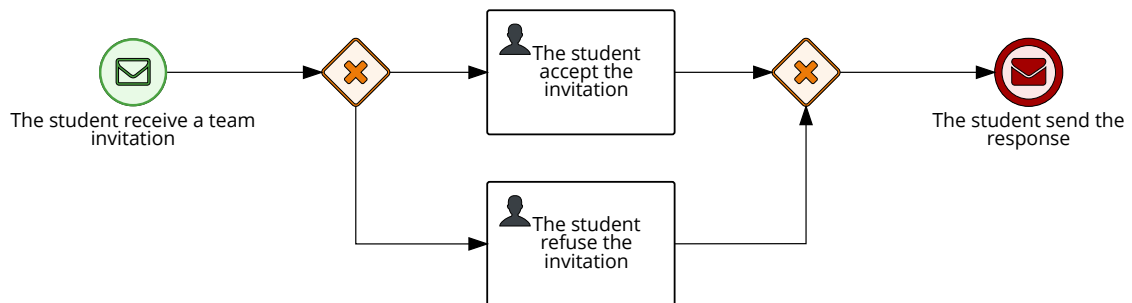 The student receive a team
invitation
The student
accept the
invitation
The student
refuse the
invitation
The student send the
response